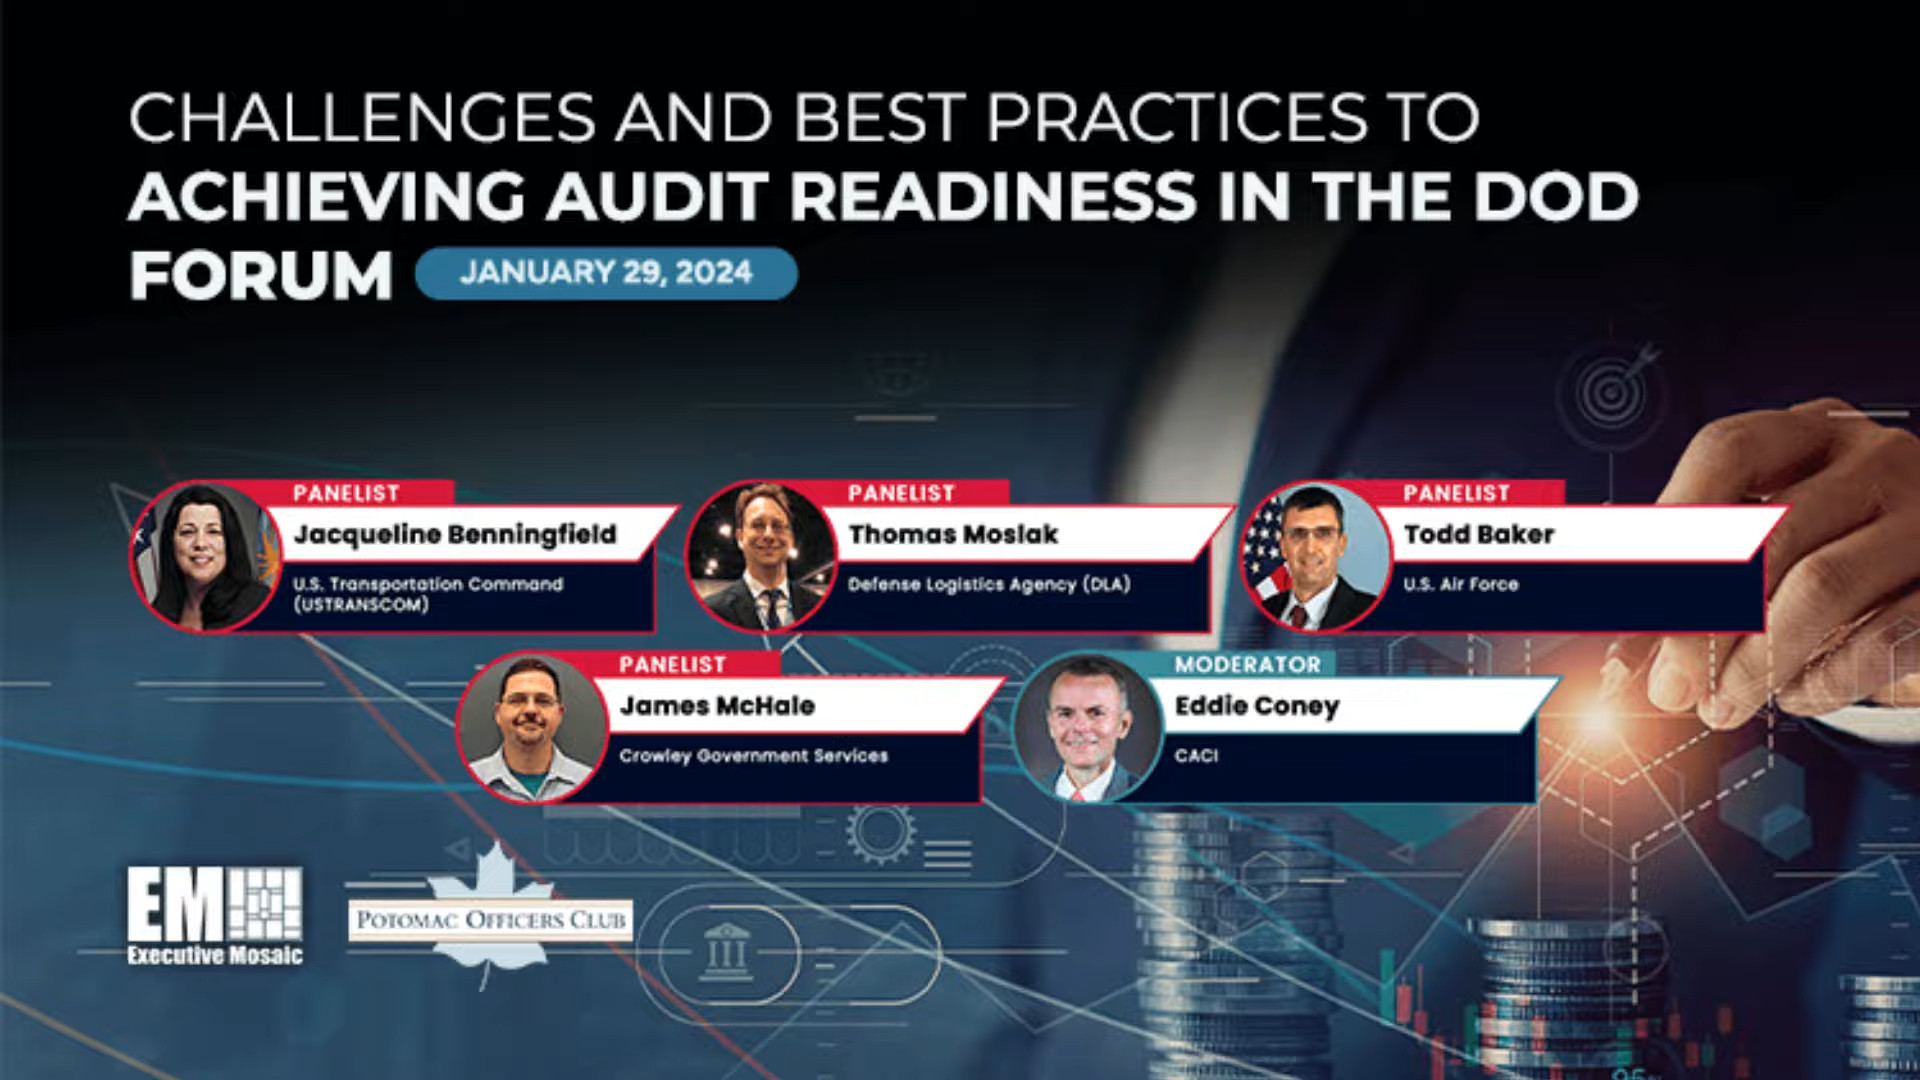 CHALLENGES AND BEST PRACTICES TO
ACHIEVING AUDIT READINESS IN THE DOD
FORUM JANUARY 29, 2024
PANELIST
Jacqueline Benningfield
U.S. Transportation Command
(USTRANSCOM)
PANELIST
Thomas Moslak
Defense Logistics Agency (DLA)
PANELIST
Todd Baker
U.S. Air Force
PANELIST
James McHale
Crowley Government Services
MODERATOR
Eddie Coney
CACI
EM
Executive Mosaic
POTOMAC OFFICERS CLUB